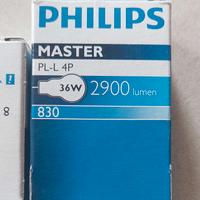 PHILIPS
MASTER
PL-L 4P
36W 2900 lumen
830
8